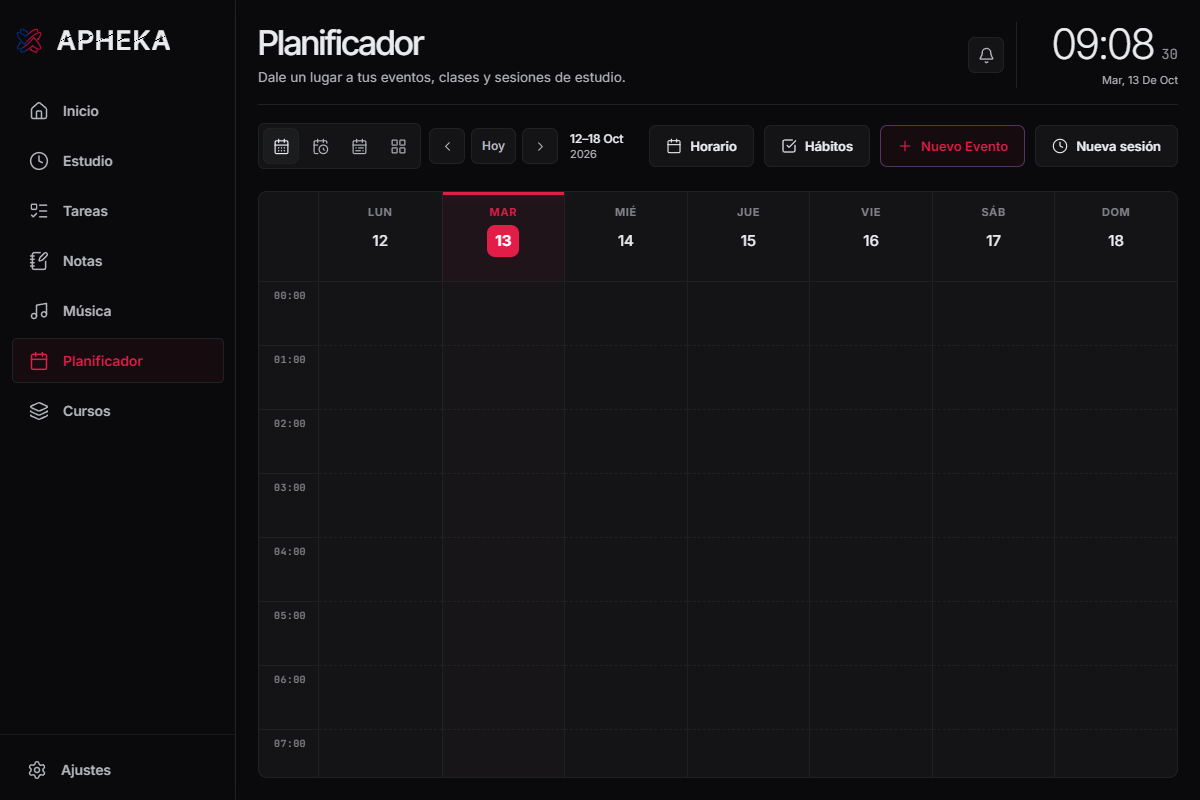 APHEKA
Inicio
Estudio
Tareas
Notas
Música
Planificador
Cursos
Ajustes
Planificador
Dale un lugar a tus eventos, clases y sesiones de estudio.
09:08 30
Mar, 13 De Oct
Hoy
12–18 Oct
2026
Horario
Hábitos
Nuevo Evento
Nueva sesión
LUN MAR MIÉ JUE VIE SÁB DOM
12 13 14 15 16 17 18
00:00
01:00
02:00
03:00
04:00
05:00
06:00
07:00